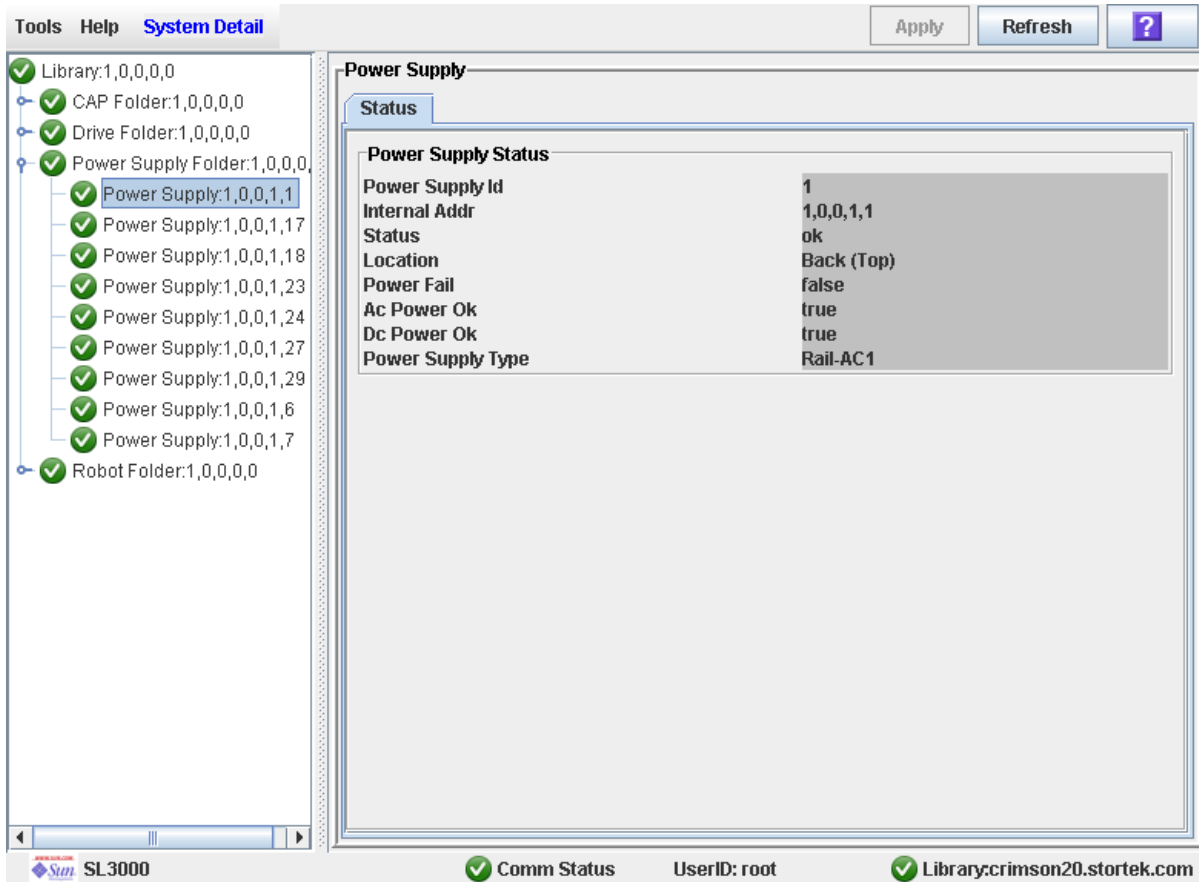 Tools Help System Detail Apply Refresh ?
Library:1,0,0,0,0
CAP Folder:1,0,0,0,0
Drive Folder:1,0,0,0,0
Power Supply Folder:1,0,0,0,
Power Supply:1,0,0,1,1
Power Supply:1,0,0,1,17
Power Supply:1,0,0,1,18
Power Supply:1,0,0,1,23
Power Supply:1,0,0,1,24
Power Supply:1,0,0,1,27
Power Supply:1,0,0,1,29
Power Supply:1,0,0,1,6
Power Supply:1,0,0,1,7
Robot Folder:1,0,0,0,0
Power Supply
Status
Power Supply Status
Power Supply Id 1
Internal Addr 1,0,0,1,1
Status ok
Location Back (Top)
Power Fail false
Ac Power Ok true
Dc Power Ok true
Power Supply Type Rail-AC1
Sun SL3000 Comm Status UserID: root Library:crimson20.stortek.com